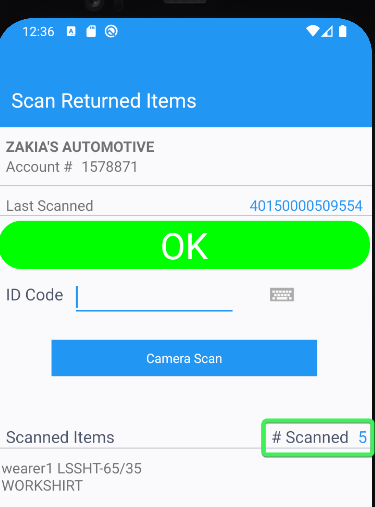 12:36
Scan Returned Items
ZAKIA'S AUTOMOTIVE
Account # 1578871
Last Scanned 40150000509554
OK
ID Code
Camera Scan
Scanned Items # Scanned 5
wearer1 LSSHT-65/35
WORKSHIRT